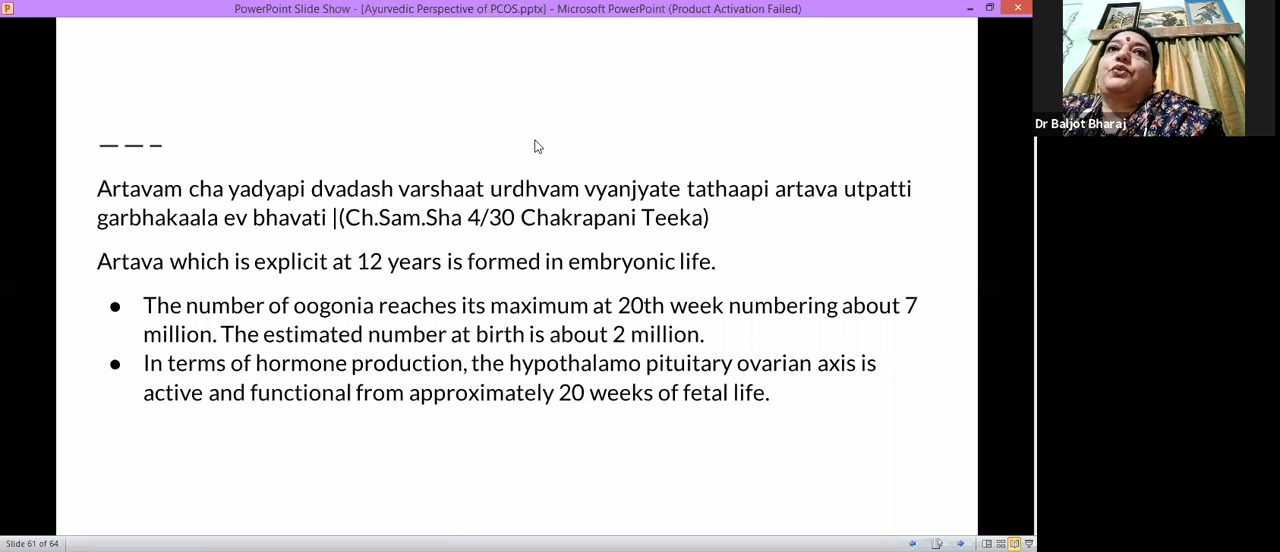 PowerPoint Slide Show - [Ayurvedic Perspective of PCOS.pptx] - Microsoft PowerPoint (Product Activation Failed)
Artavam cha yadyapi dvadash varshaat urdhvam vyanjyate tathaapi artava utpatti
garbhakaala ev bhavati |(Ch.Sam.Sha 4/30 Chakrapani Teeka)
Artava which is explicit at 12 years is formed in embryonic life.
● The number of oogonia reaches its maximum at 20th week numbering about 7
million. The estimated number at birth is about 2 million.
● In terms of hormone production, the hypothalamo pituitary ovarian axis is
active and functional from approximately 20 weeks of fetal life.
Dr Baljot Bharaj
Slide 61 of 64